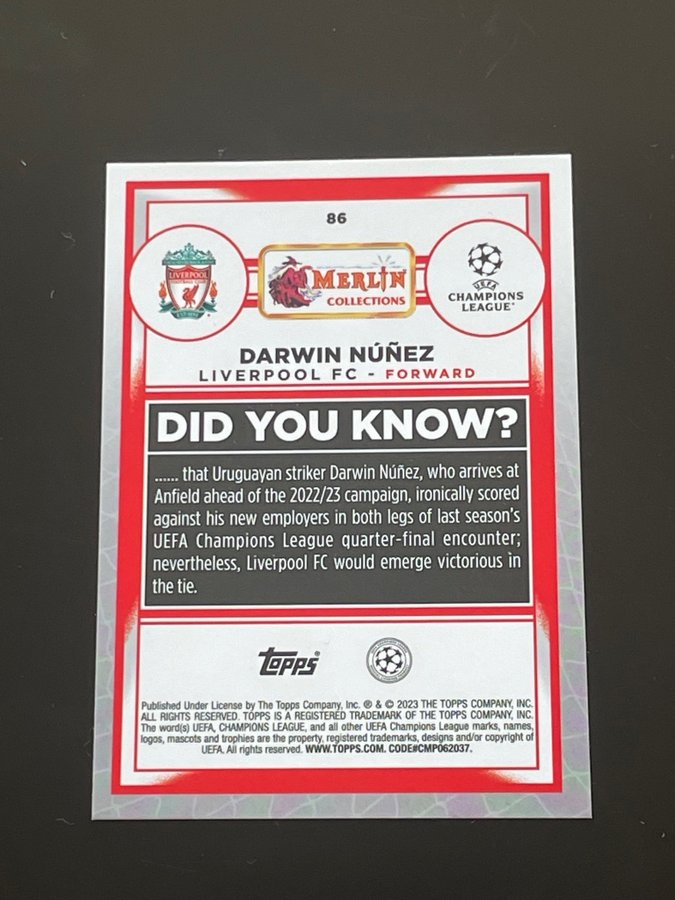 86
LIVERPOOL
FOOTBALL CLUB
EST·1892
MERLIN
COLLECTIONS
UEFA
CHAMPIONS
LEAGUE®
DARWIN NÚÑEZ
LIVERPOOL FC - FORWARD
DID YOU KNOW?
...... that Uruguayan striker Darwin Núñez, who arrives at
Anfield ahead of the 2022/23 campaign, ironically scored
against his new employers in both legs of last season's
UEFA Champions League quarter-final encounter;
nevertheless, Liverpool FC would emerge victorious in
the tie.
Topps®
Published Under License by The Topps Company, Inc. ® & © 2023 THE TOPPS COMPANY, INC.
ALL RIGHTS RESERVED. TOPPS IS A REGISTERED TRADEMARK OF THE TOPPS COMPANY, INC.
The word(s) UEFA, CHAMPIONS LEAGUE, and all other UEFA Champions League marks, names,
logos, mascots and trophies are the property, registered trademarks, designs and/or copyright of
UEFA. All rights reserved. WWW.TOPPS.COM. CODE#CMP062037.